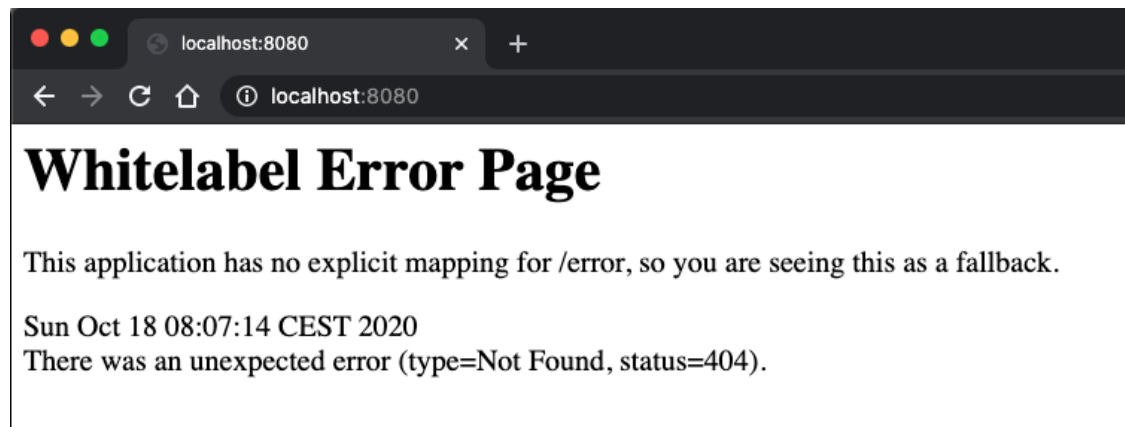 localhost:8080
localhost:8080
Whitelabel Error Page
This application has no explicit mapping for /error, so you are seeing this as a fallback.
Sun Oct 18 08:07:14 CEST 2020
There was an unexpected error (type=Not Found, status=404).